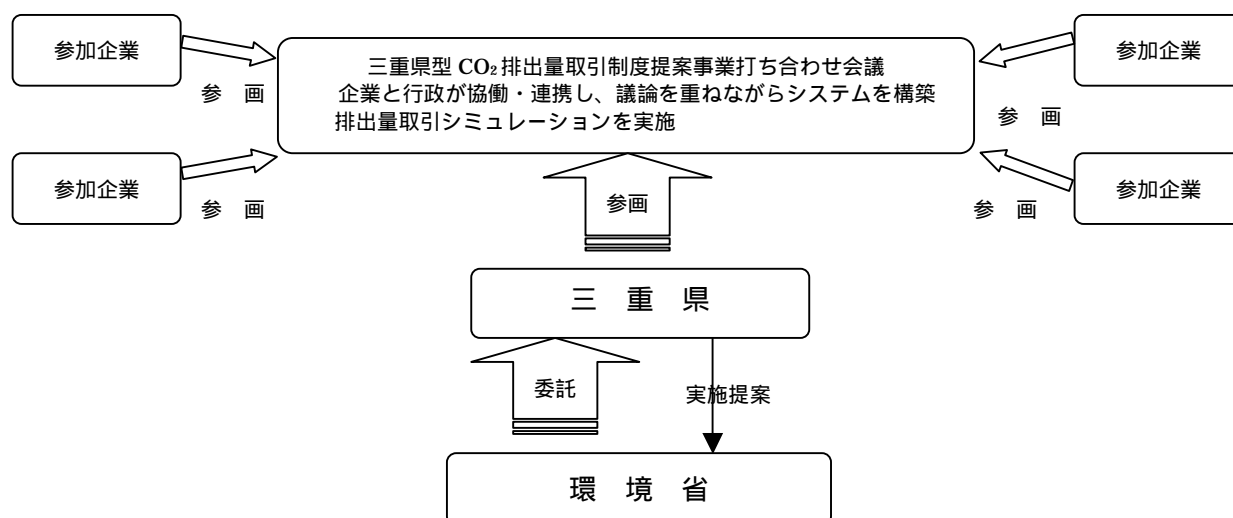 参加企業
参加企業
三重県型 CO₂排出量取引制度提案事業打ち合わせ会議
企業と行政が協働・連携し、議論を重ねながらシステムを構築
排出量取引シミュレーションを実施
参 画
参 画
参加企業
参加企業
参 画
参 画
参画
三 重 県
委託
実施提案
環 境 省